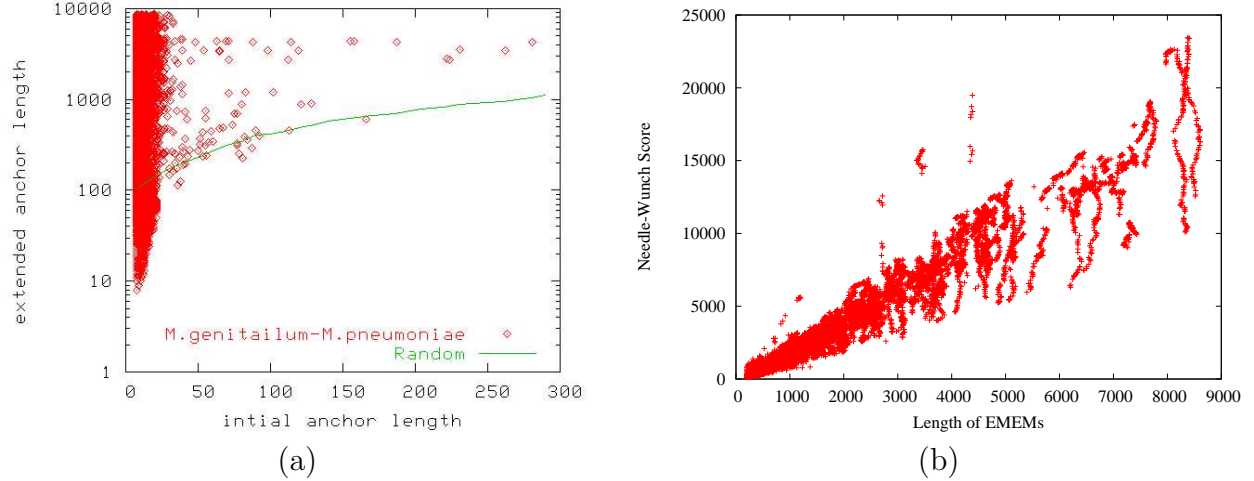 10000
1000
100
10
1
extended anchor length
M.genitailum-M.pneumoniae
Random
0 50 100 150 200 250 300
intial anchor length
(a)
25000
20000
15000
10000
5000
0
Needle-Wunch Score
0 1000 2000 3000 4000 5000 6000 7000 8000 9000
Length of EMEMs
(b)